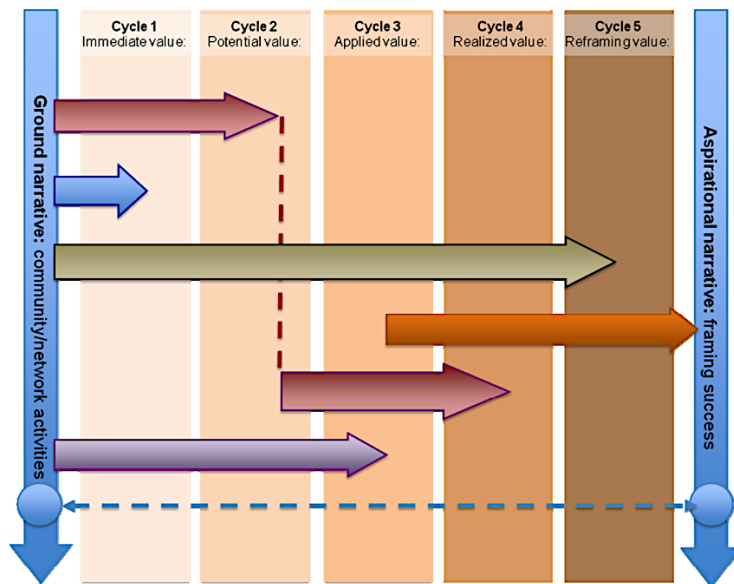 Cycle 1
Immediate value:
Cycle 2
Potential value:
Cycle 3
Applied value:
Cycle 4
Realized value:
Cycle 5
Reframing value:
Ground narrative: community/network activities
Aspirational narrative: framing success